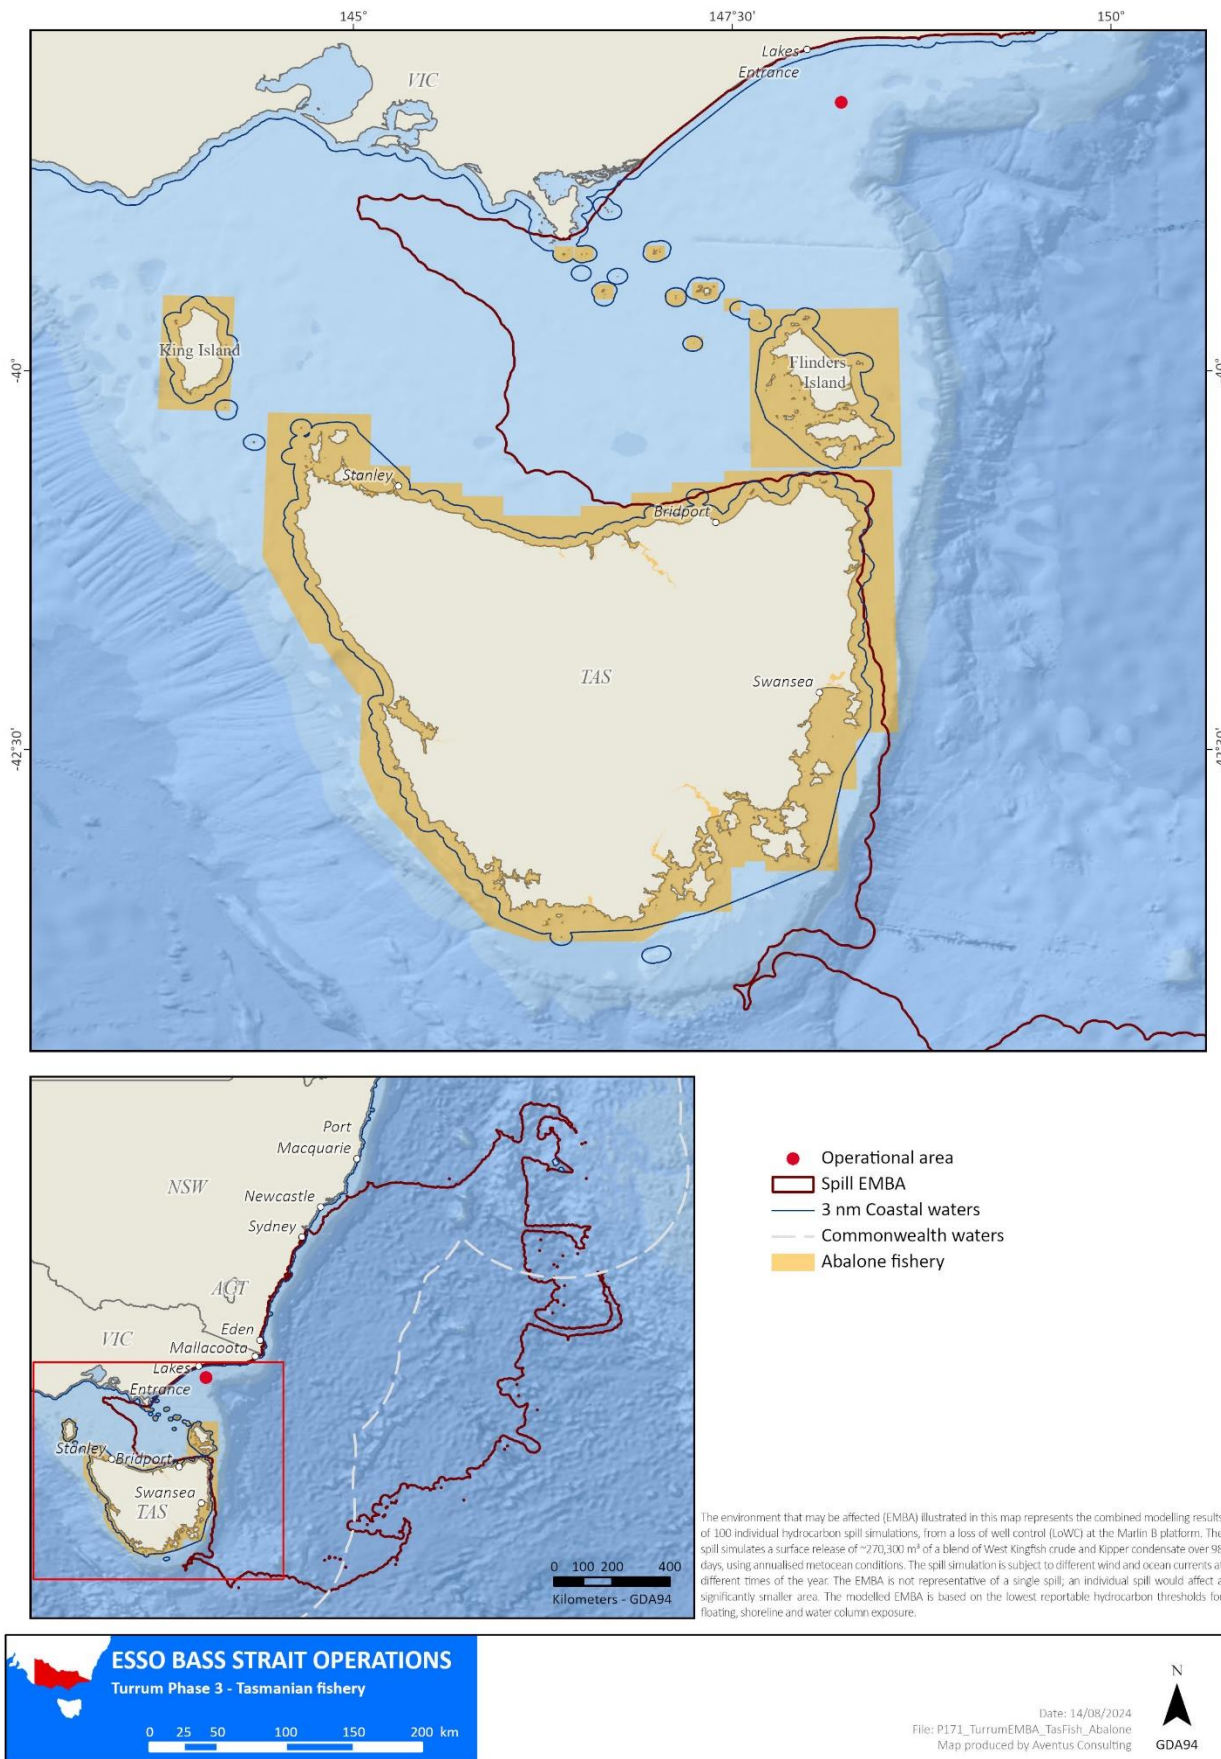 145°
147°30'
150°
Lakes
Entrance
VIC
King Island
Flinders
Island
-40°
-40°
Stanley
Bridport
TAS
Swansea
-42°30'
-42°30'
Port
Macquarie
NSW
Newcastle
Sydney
ACT
Eden
VIC
Mallacoota
Lakes
Entrance
Stanley
Bridport
Swansea
TAS
0 100 200 400
Kilometers - GDA94
Operational area
Spill EMBA
3 nm Coastal waters
Commonwealth waters
Abalone fishery
The environment that may be affected (EMBA) illustrated in this map represents the combined modelling results
of 100 individual hydrocarbon spill simulations, from a loss of well control (LoWC) at the Marlin B platform. The
spill simulates a surface release of ~270,300 m³ of a blend of West Kingfish crude and Kipper condensate over 98
days, using annualised metocean conditions. The spill simulation is subject to different wind and ocean currents at
different times of the year. The EMBA is not representative of a single spill; an individual spill would affect a
significantly smaller area. The modelled EMBA is based on the lowest reportable hydrocarbon thresholds for
floating, shoreline and water column exposure.
ESSO BASS STRAIT OPERATIONS
Turrum Phase 3 - Tasmanian fishery
0 25 50 100 150 200 km
N
Date: 14/08/2024
File: P171_TurrumEMBA_TasFish_Abalone
Map produced by Aventus Consulting
GDA94